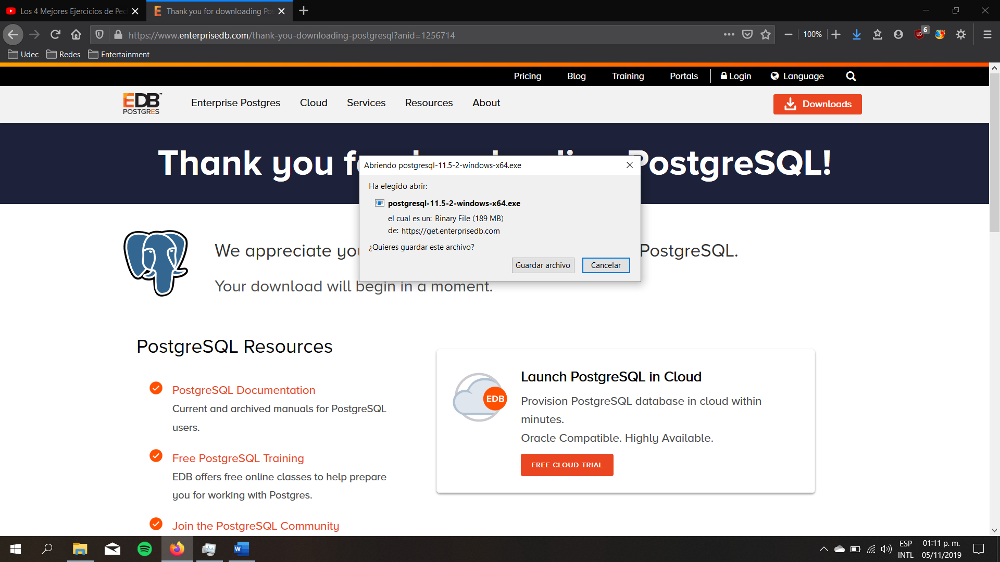 Los 4 Mejores Ejercicios de Pec
Thank you for downloading Pos
https://www.enterprisedb.com/thank-you-downloading-postgresql?anid=1256714
100%
6
Udec Redes Entertainment
Pricing Blog Training Portals Login Language
EDB™
POSTGRES
Enterprise Postgres Cloud Services Resources About
Downloads
Thank you f PostgreSQL!
Abriendo postgresql-11.5-2-windows-x64.exe
Ha elegido abrir:
postgresql-11.5-2-windows-x64.exe
el cual es un: Binary File (189 MB)
de: https://get.enterprisedb.com
¿Quieres guardar este archivo?
Guardar archivo Cancelar
We appreciate you PostgreSQL.
Your download will begin in a moment.
PostgreSQL Resources
PostgreSQL Documentation
Current and archived manuals for PostgreSQL
users.
Free PostgreSQL Training
EDB offers free online classes to help prepare
you for working with Postgres.
Join the PostgreSQL Community
EDB
Launch PostgreSQL in Cloud
Provision PostgreSQL database in cloud within
minutes.
Oracle Compatible. Highly Available.
FREE CLOUD TRIAL
ESP
INTL
01:11 p. m.
05/11/2019